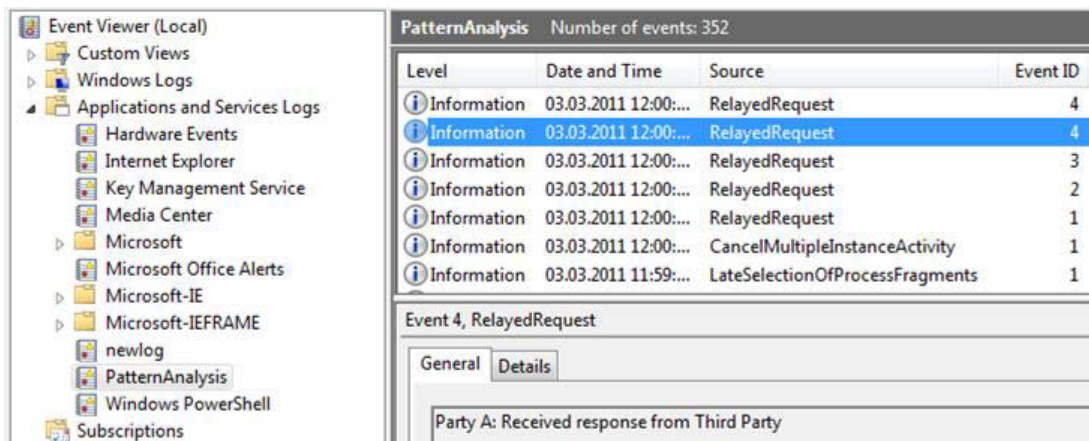 Event Viewer (Local)
Custom Views
Windows Logs
Applications and Services Logs
Hardware Events
Internet Explorer
Key Management Service
Media Center
Microsoft
Microsoft Office Alerts
Microsoft-IE
Microsoft-IEFRAME
newlog
PatternAnalysis
Windows PowerShell
Subscriptions
PatternAnalysis Number of events: 352
Level Date and Time Source Event ID
Information 03.03.2011 12:00:... RelayedRequest 4
Information 03.03.2011 12:00:... RelayedRequest 4
Information 03.03.2011 12:00:... RelayedRequest 3
Information 03.03.2011 12:00:... RelayedRequest 2
Information 03.03.2011 12:00:... RelayedRequest 1
Information 03.03.2011 12:00:... CancelMultipleInstanceActivity 1
Information 03.03.2011 11:59:... LateSelectionOfProcessFragments 1
Event 4, RelayedRequest
General Details
Party A: Received response from Third Party